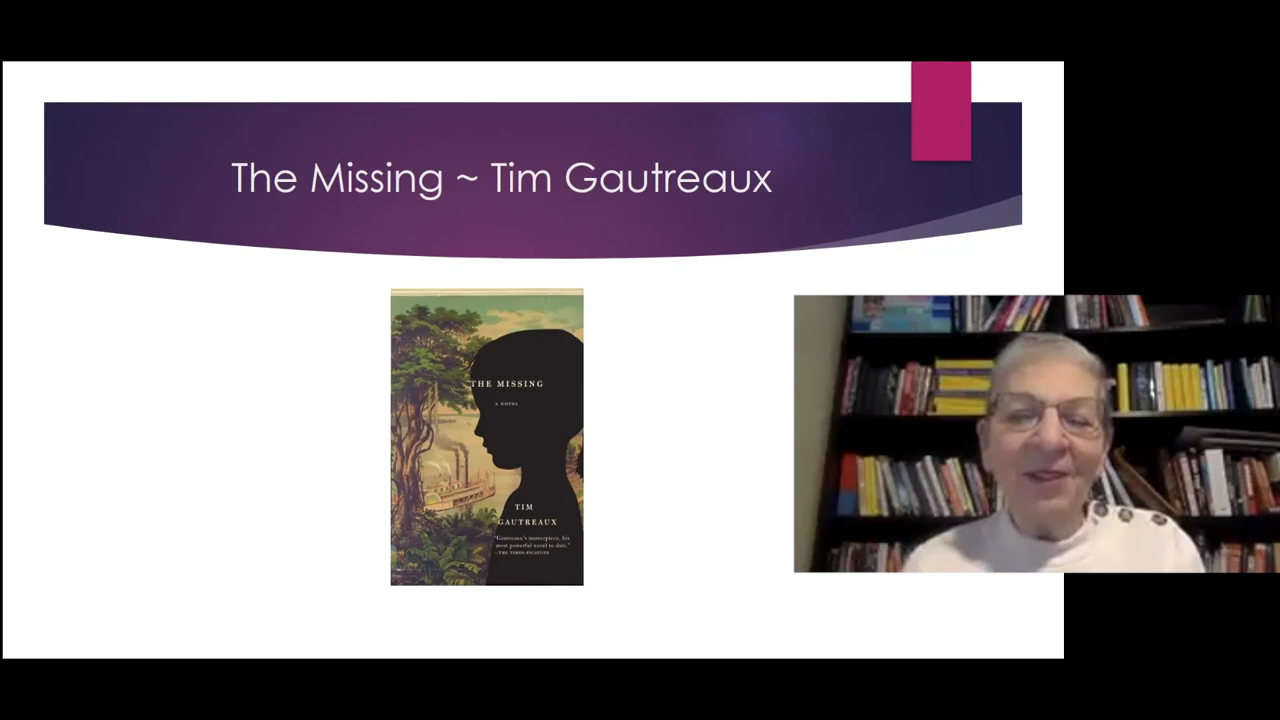 The Missing ~ Tim Gautreaux
THE MISSING
A NOVEL
TIM
GAUTREAUX
"Gautreaux's masterpiece, his
most powerful novel to date."
—THE TIMES-PICAYUNE